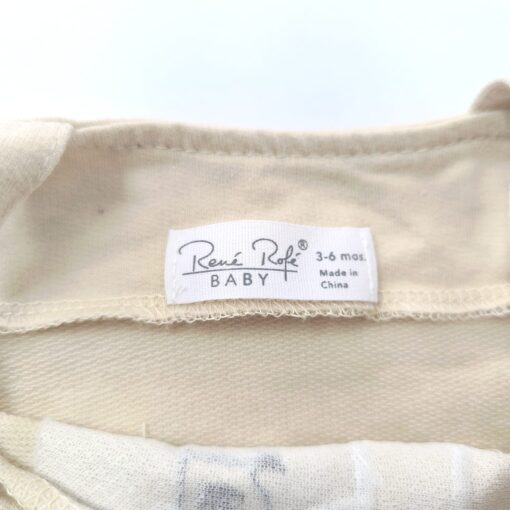 René Rofé®
BABY
3-6 mos.
Made in
China